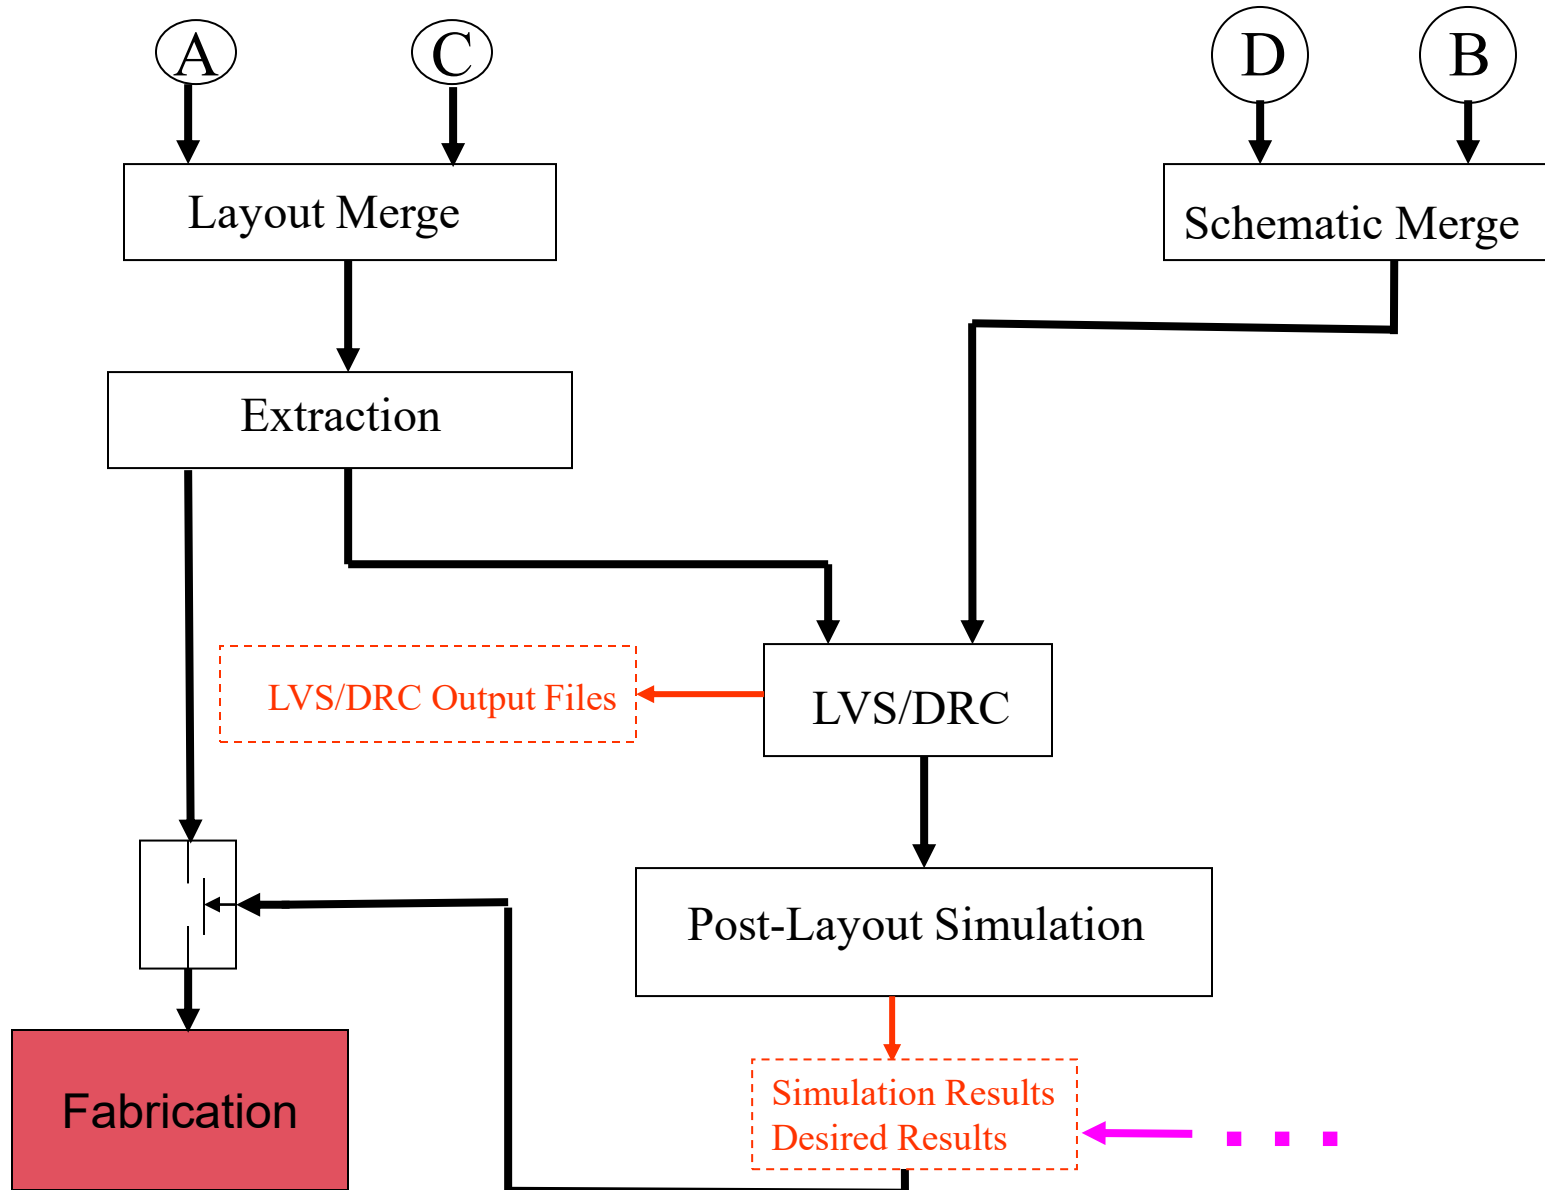 A
C
D
B
Layout Merge
Schematic Merge
Extraction
LVS/DRC Output Files
LVS/DRC
Post-Layout Simulation
Simulation Results
Desired Results
Fabrication